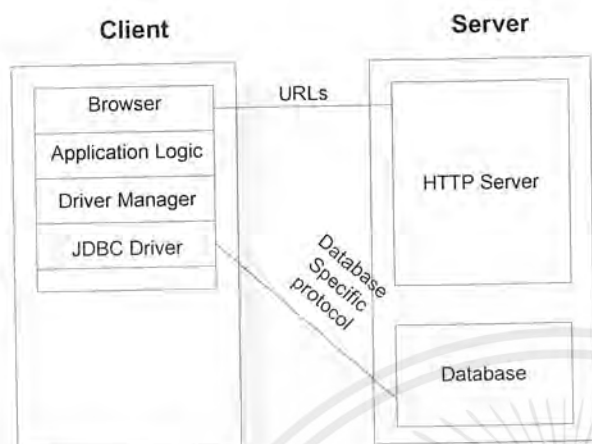 Client
Server
Browser
URLs
Application Logic
HTTP Server
Driver Manager
JDBC Driver
Database
Specific
protocol
Database